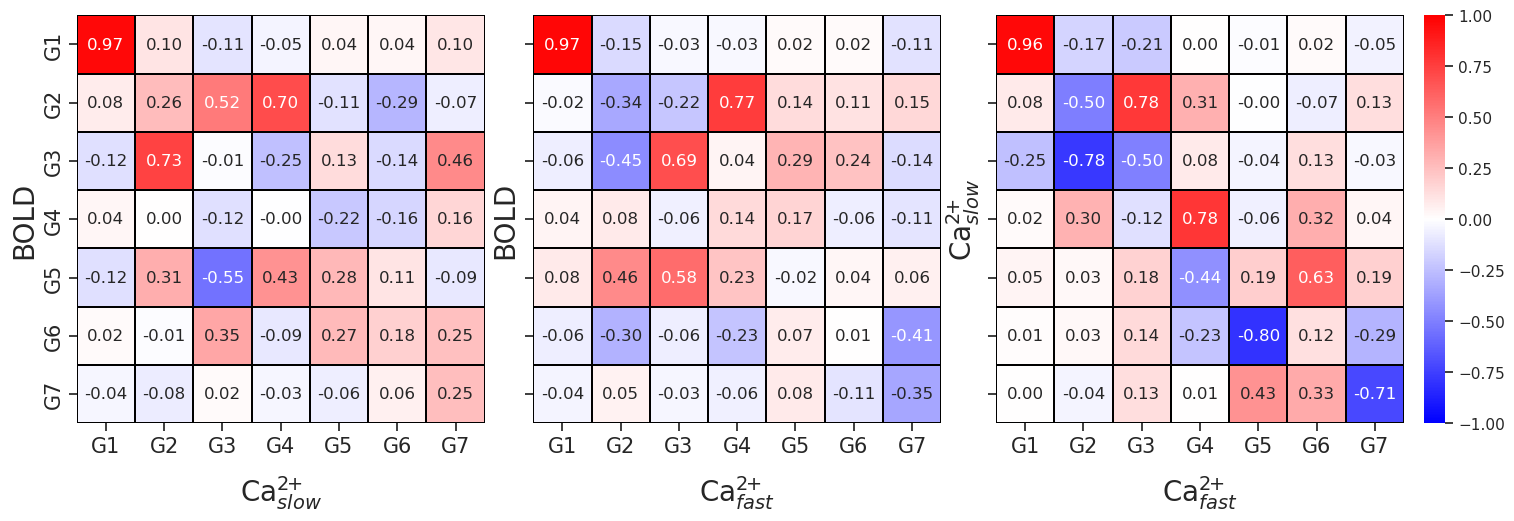 G1 0.97 0.10 -0.11 -0.05 0.04 0.04 0.10
G2 0.08 0.26 0.52 0.70 -0.11 -0.29 -0.07
G3 -0.12 0.73 -0.01 -0.25 0.13 -0.14 0.46
G4 0.04 0.00 -0.12 -0.00 -0.22 -0.16 0.16
G5 -0.12 0.31 -0.55 0.43 0.28 0.11 -0.09
G6 0.02 -0.01 0.35 -0.09 0.27 0.18 0.25
G7 -0.04 -0.08 0.02 -0.03 -0.06 0.06 0.25
BOLD
G1 G2 G3 G4 G5 G6 G7
Ca²⁺slow
0.97 -0.15 -0.03 -0.03 0.02 0.02 -0.11
-0.02 -0.34 -0.22 0.77 0.14 0.11 0.15
-0.06 -0.45 0.69 0.04 0.29 0.24 -0.14
0.04 0.08 -0.06 0.14 0.17 -0.06 -0.11
0.08 0.46 0.58 0.23 -0.02 0.04 0.06
-0.06 -0.30 -0.06 -0.23 0.07 0.01 -0.41
-0.04 0.05 -0.03 -0.06 0.08 -0.11 -0.35
BOLD
G1 G2 G3 G4 G5 G6 G7
Ca²⁺fast
0.96 -0.17 -0.21 0.00 -0.01 0.02 -0.05
0.08 -0.50 0.78 0.31 -0.00 -0.07 0.13
-0.25 -0.78 -0.50 0.08 -0.04 0.13 -0.03
0.02 0.30 -0.12 0.78 -0.06 0.32 0.04
0.05 0.03 0.18 -0.44 0.19 0.63 0.19
0.01 0.03 0.14 -0.23 -0.80 0.12 -0.29
0.00 -0.04 0.13 0.01 0.43 0.33 -0.71
Ca²⁺slow
G1 G2 G3 G4 G5 G6 G7
Ca²⁺fast
1.00
0.75
0.50
0.25
0.00
−0.25
−0.50
−0.75
−1.00